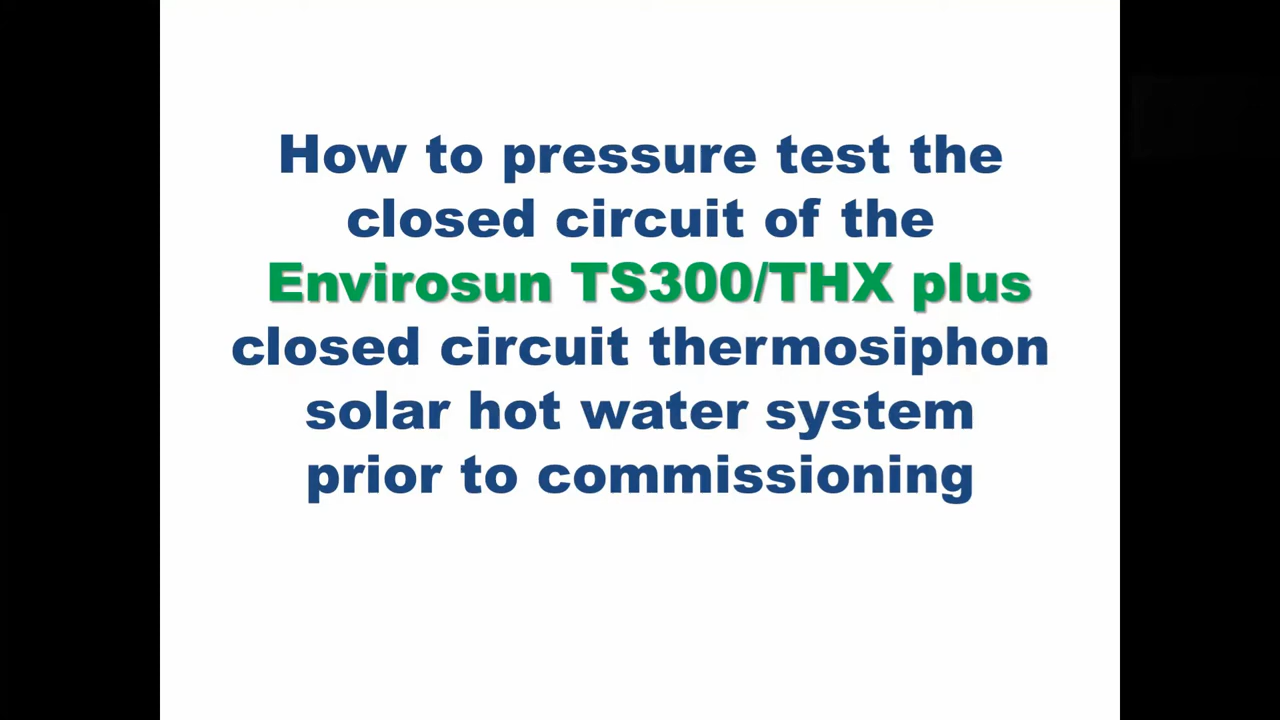 How to pressure test the
closed circuit of the
Envirosun TS300/THX plus
closed circuit thermosiphon
solar hot water system
prior to commissioning